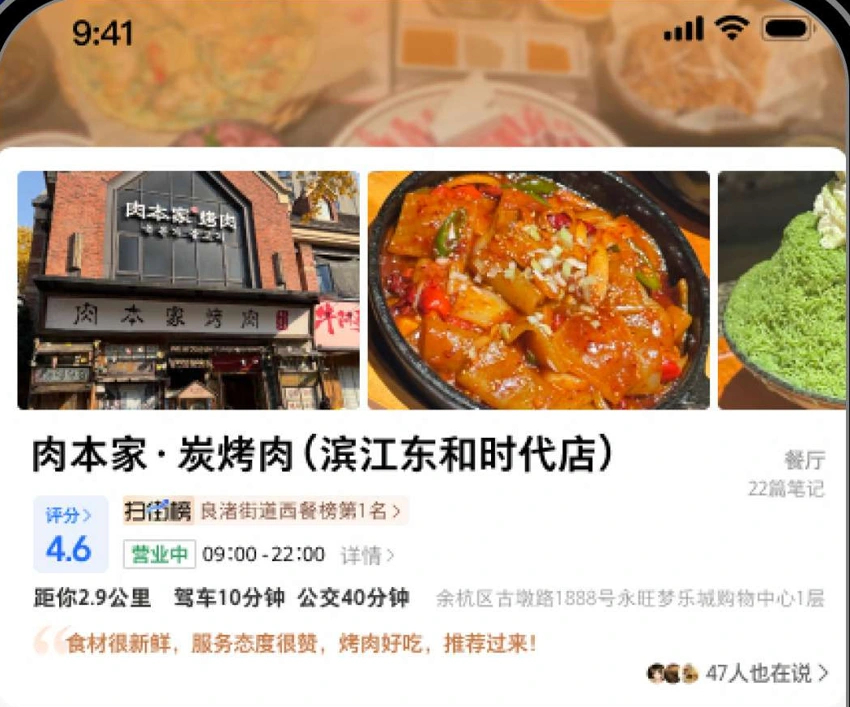 9:41
肉本家 烤肉
肉本家烤肉
肉本家·炭烤肉（滨江东和时代店）
餐厅
22篇笔记
评分>
4.6
扫街榜 良渚街道西餐榜第1名>
营业中 09:00-22:00 详情>
距你2.9公里 驾车10分钟 公交40分钟 余杭区古墩路1888号永旺梦乐城购物中心1层
“食材很新鲜，服务态度很赞，烤肉好吃，推荐过来！
47人也在说>